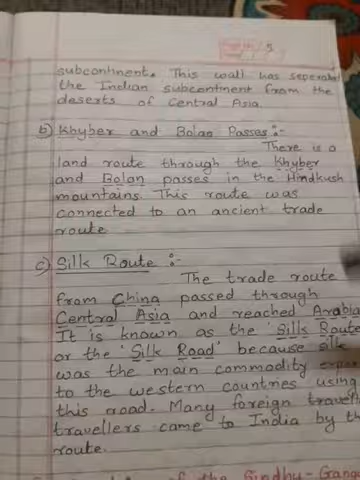 subcontinent. This wall has seperated
the Indian subcontinent from the
deserts of Central Asia.
b) Khyber and Bolan Passes :-
There is a
land route through the Khyber
and Bolan passes in the Hindkush
mountains. This route was
connected to an ancient trade
route
c) Silk Route :-
The trade route
from China passed through
Central Asia and reached Arabia
It is known as the 'Silk Route
or the 'Silk Road' because silk
was the main commodity
to the western countries using
this road. Many foreign
travellers came to India by
route.
of the Sindhu-Ganga